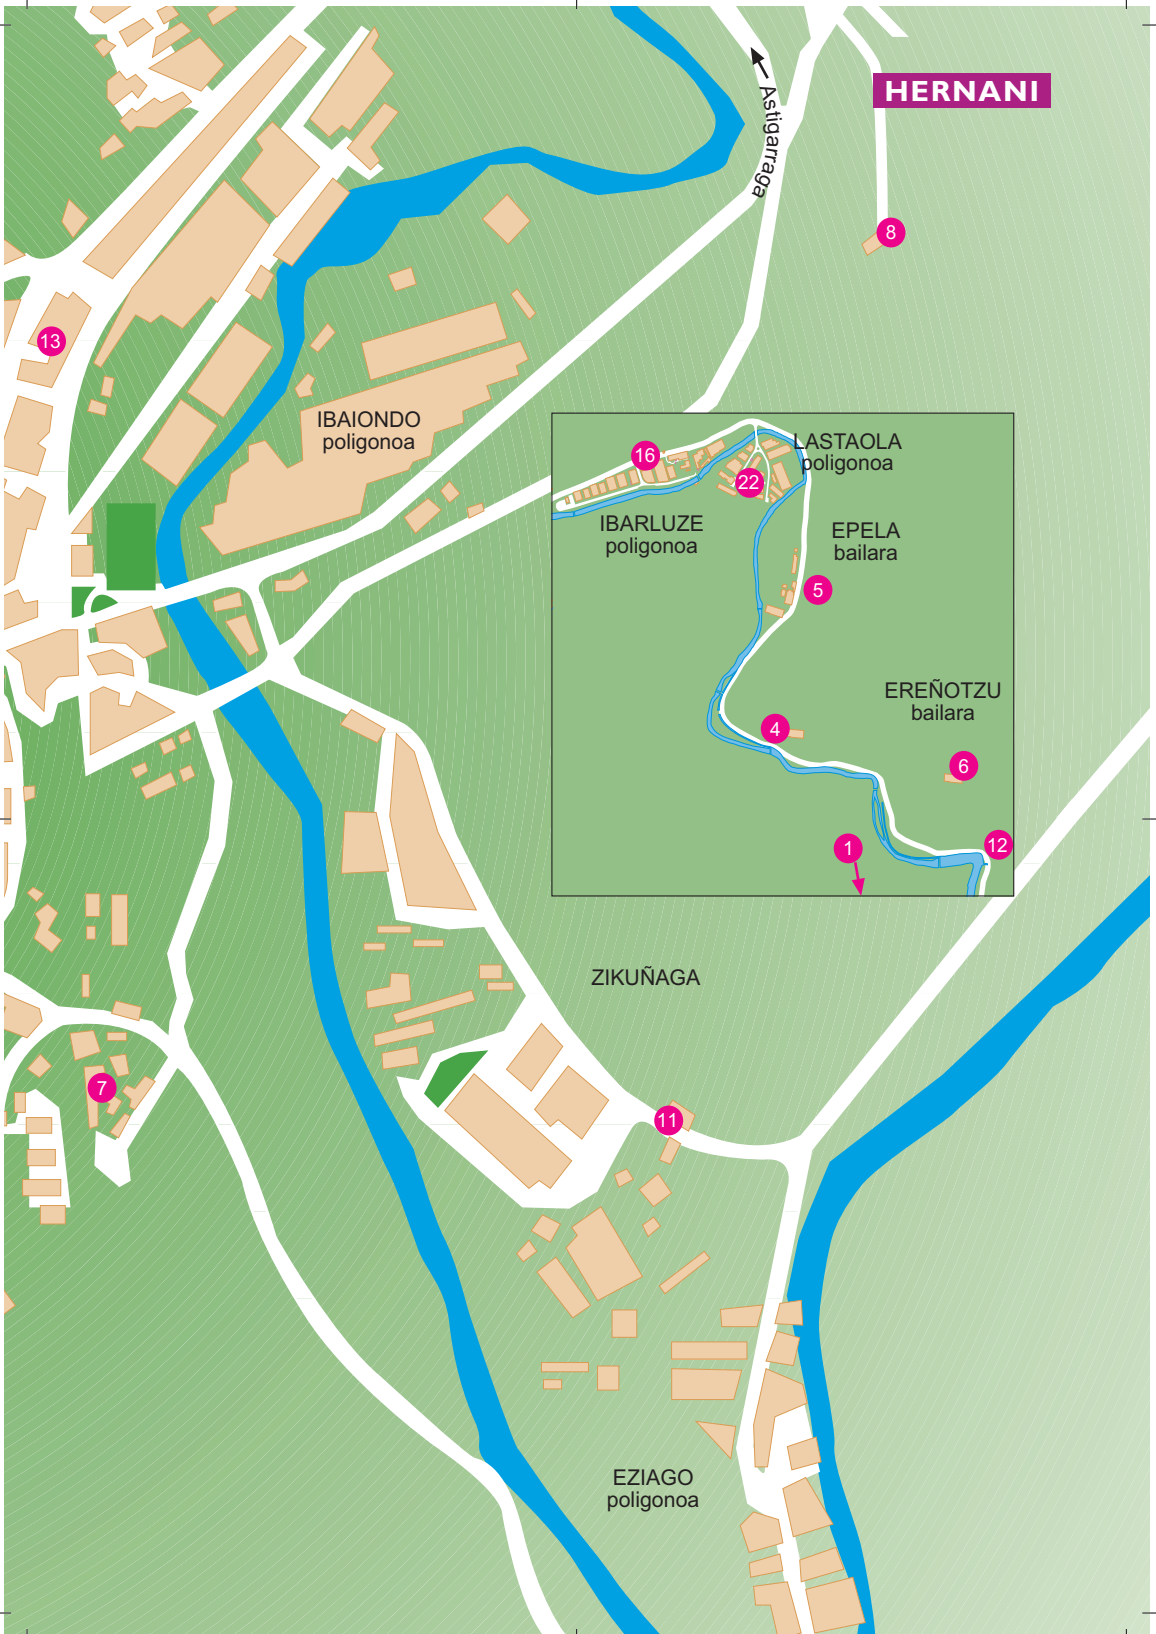 HERNANI
Astigarraga
8
13
IBAIONDO
poligonoa
16
LASTAOLA
poligonoa
22
IBARLUZE
poligonoa
EPELA
bailara
5
EREÑOTZU
bailara
4
6
1
12
ZIKUÑAGA
7
11
EZIAGO
poligonoa